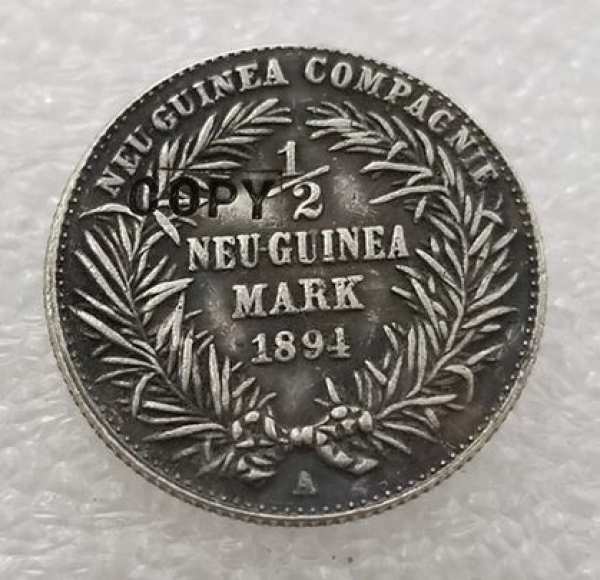 NEU GUINEA COMPAGNIE
1/2
COPY
NEU-GUINEA
MARK
1894
A